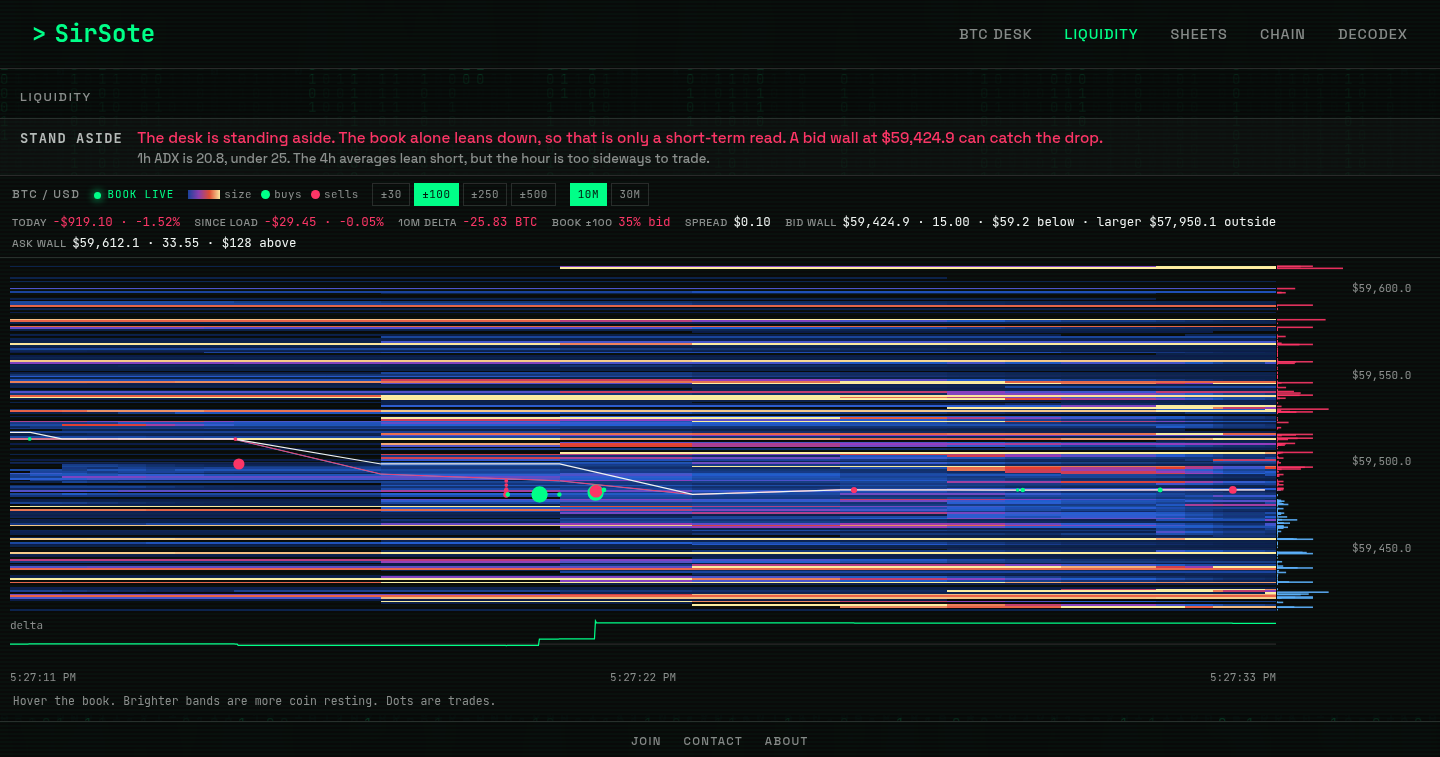 > SirSote
BTC DESK LIQUIDITY SHEETS CHAIN DECODEX
LIQUIDITY
STAND ASIDE The desk is standing aside. The book alone leans down, so that is only a short-term read. A bid wall at $59,424.9 can catch the drop.
1h ADX is 20.8, under 25. The 4h averages lean short, but the hour is too sideways to trade.
BTC / USD BOOK LIVE size buys sells ±30 ±100 ±250 ±500 10M 30M
TODAY -$919.10 · -1.52% SINCE LOAD -$29.45 · -0.05% 10M DELTA -25.83 BTC BOOK ±100 35% bid SPREAD $0.10 BID WALL $59,424.9 · 15.00 · $59.2 below · larger $57,950.1 outside
ASK WALL $59,612.1 · 33.55 · $128 above
$59,600.0
$59,550.0
$59,500.0
$59,450.0
delta
5:27:11 PM 5:27:22 PM 5:27:33 PM
Hover the book. Brighter bands are more coin resting. Dots are trades.
JOIN CONTACT ABOUT